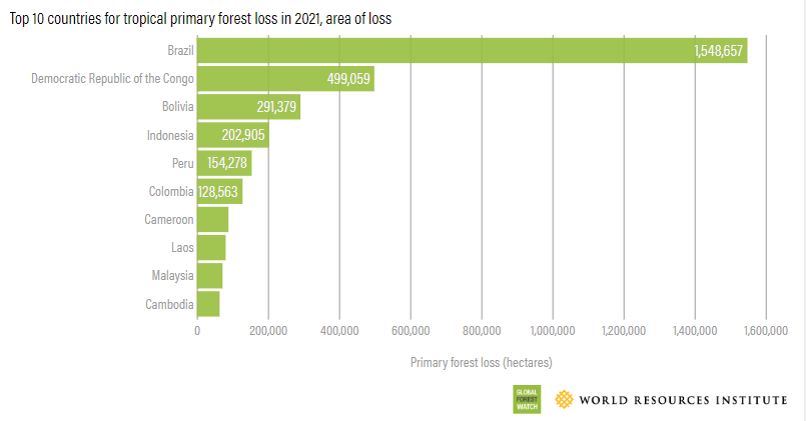 Top 10 countries for tropical primary forest loss in 2021, area of loss
Brazil 1,548,657
Democratic Republic of the Congo 499,059
Bolivia 291,379
Indonesia 202,905
Peru 154,278
Colombia 128,563
Cameroon
Laos
Malaysia
Cambodia
0 200,000 400,000 600,000 800,000 1,000,000 1,200,000 1,400,000 1,600,000
Primary forest loss (hectares)
GLOBAL
FOREST
WATCH
WORLD RESOURCES INSTITUTE